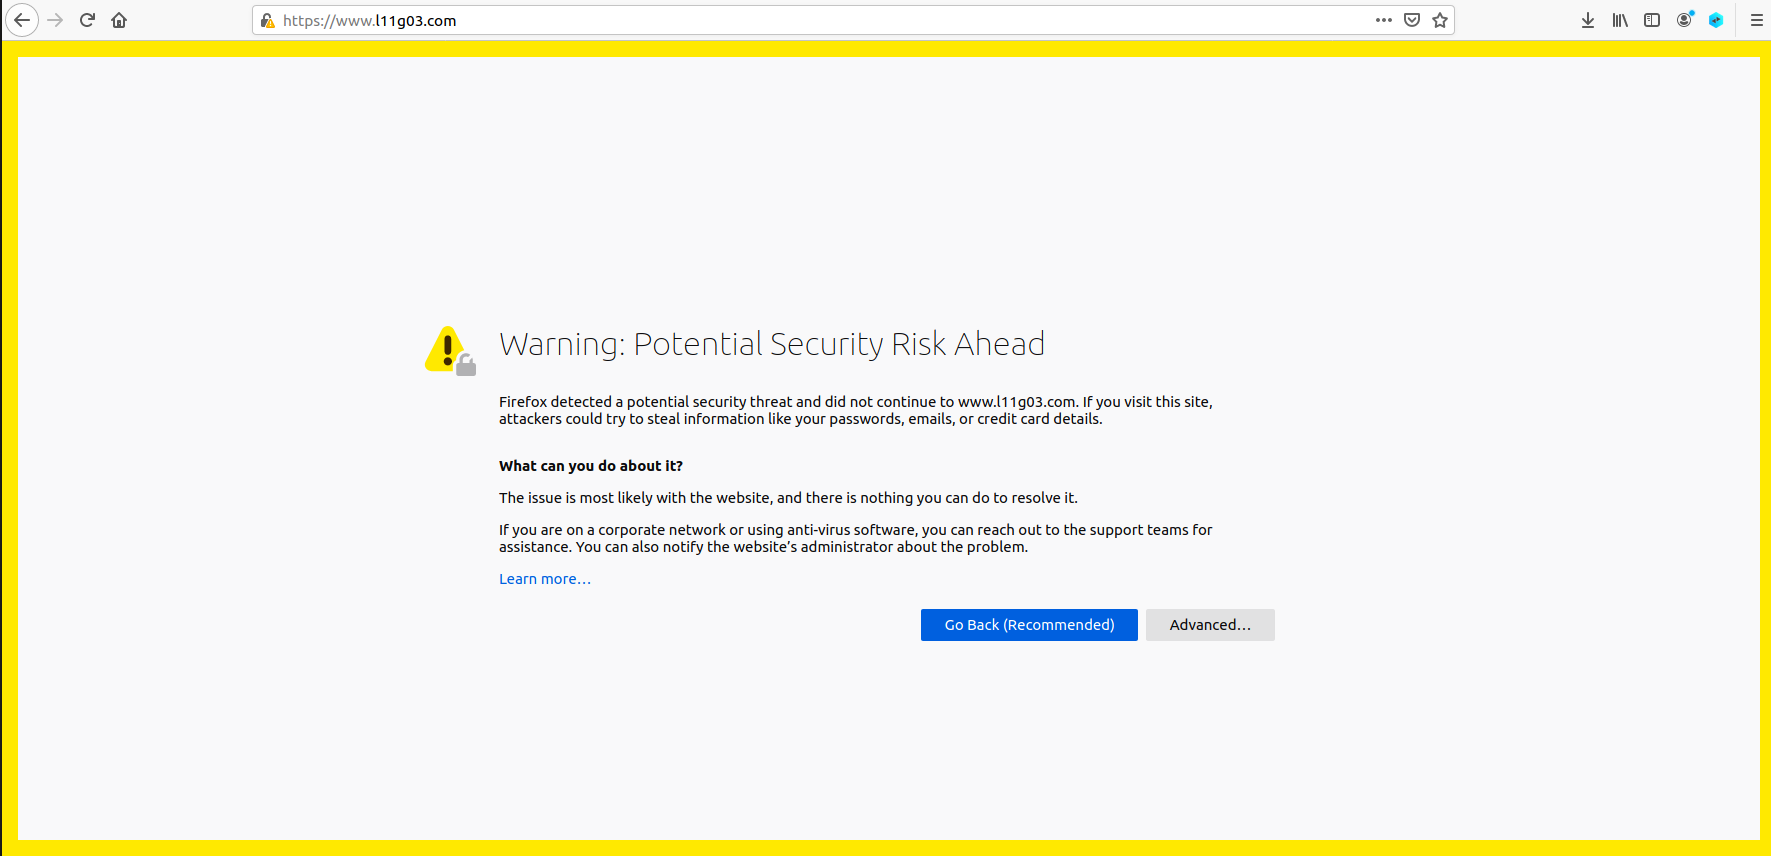 https://www.l11g03.com
Warning: Potential Security Risk Ahead
Firefox detected a potential security threat and did not continue to www.l11g03.com. If you visit this site,
attackers could try to steal information like your passwords, emails, or credit card details.
What can you do about it?
The issue is most likely with the website, and there is nothing you can do to resolve it.
If you are on a corporate network or using anti-virus software, you can reach out to the support teams for
assistance. You can also notify the website’s administrator about the problem.
Learn more…
Go Back (Recommended)
Advanced…